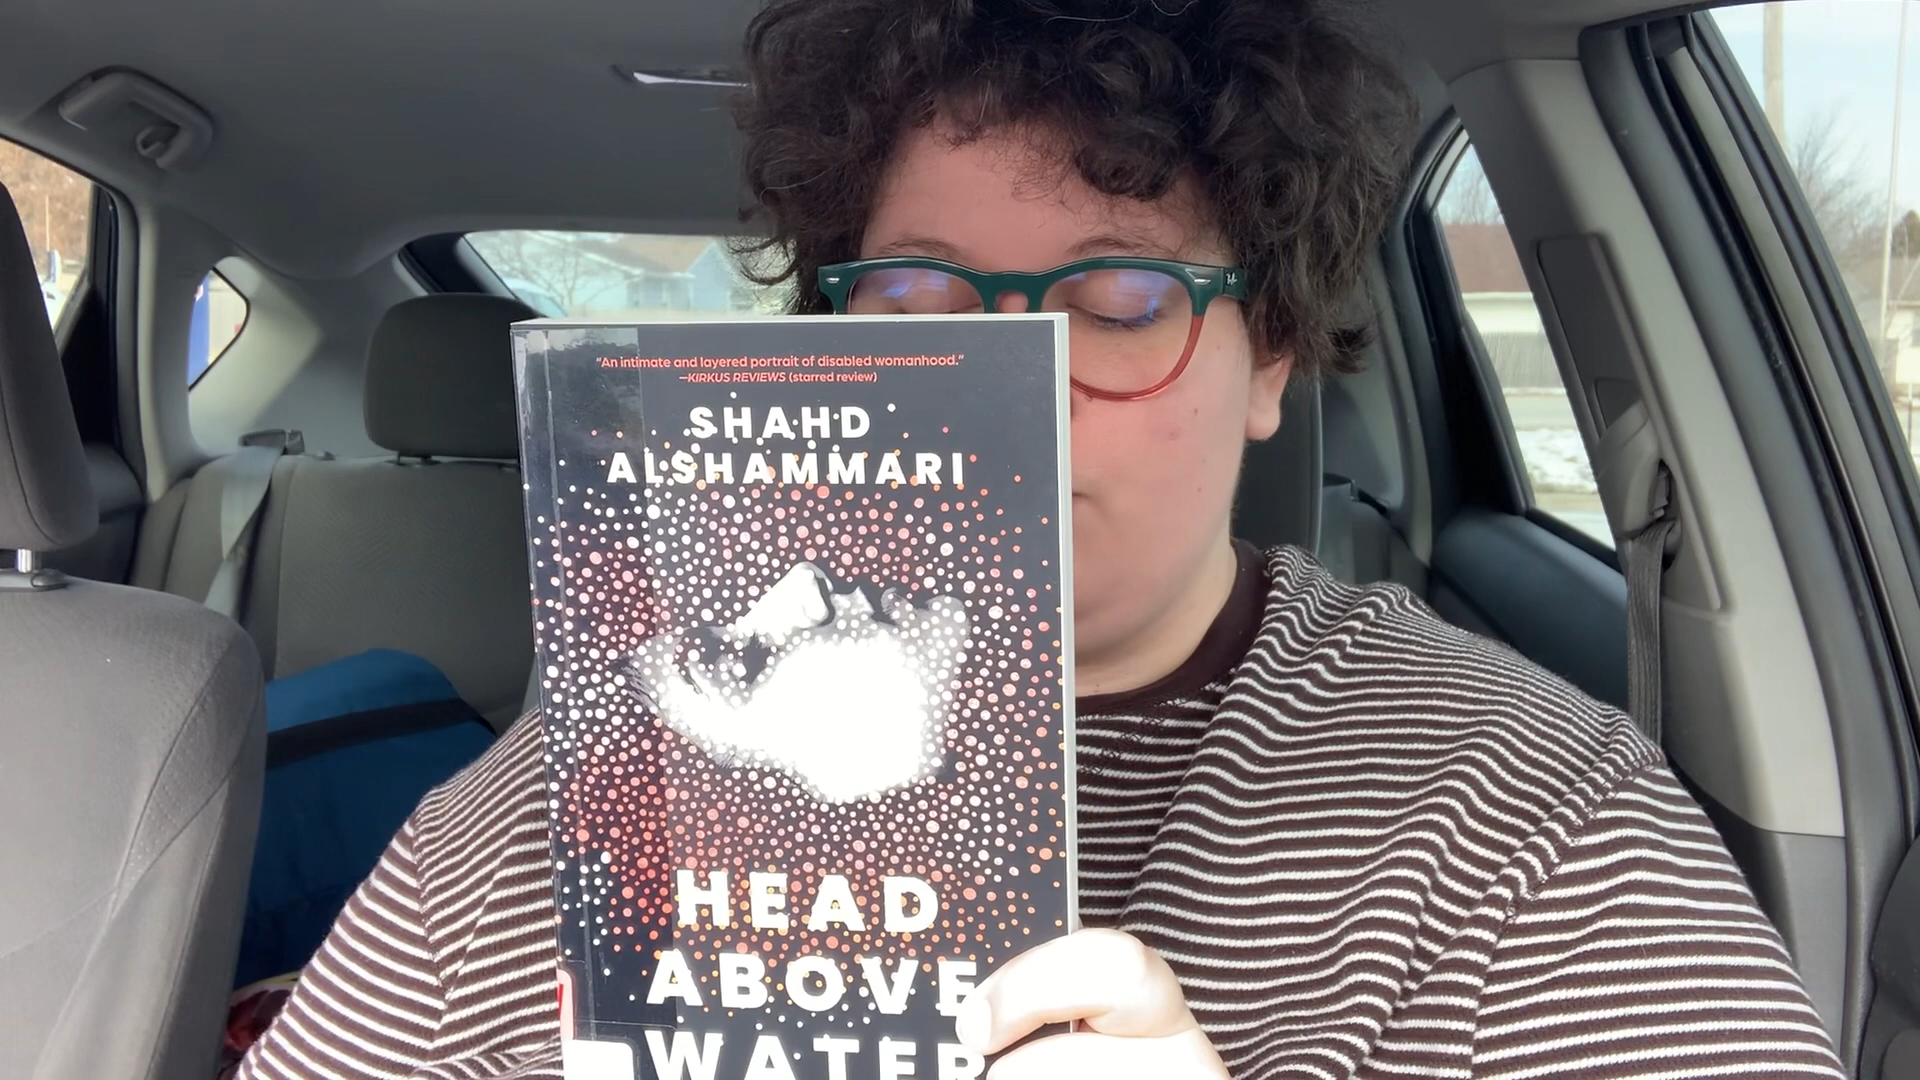 “An intimate and layered portrait of disabled womanhood.”
—KIRKUS REVIEWS (starred review)
SHAHD
ALSHAMMARI
HEAD
ABOVE
WATER